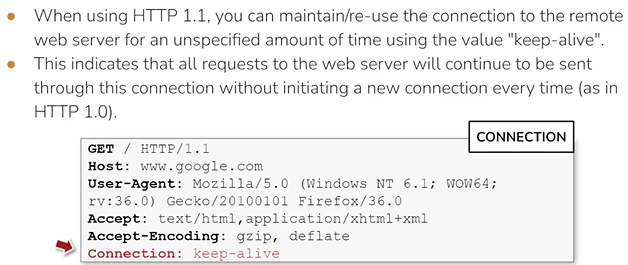 When using HTTP 1.1, you can maintain/re-use the connection to the remote
web server for an unspecified amount of time using the value "keep-alive".
This indicates that all requests to the web server will continue to be sent
through this connection without initiating a new connection every time (as in
HTTP 1.0).
CONNECTION
GET / HTTP/1.1
Host: www.google.com
User-Agent: Mozilla/5.0 (Windows NT 6.1; WOW64;
rv:36.0) Gecko/20100101 Firefox/36.0
Accept: text/html,application/xhtml+xml
Accept-Encoding: gzip, deflate
Connection: keep-alive